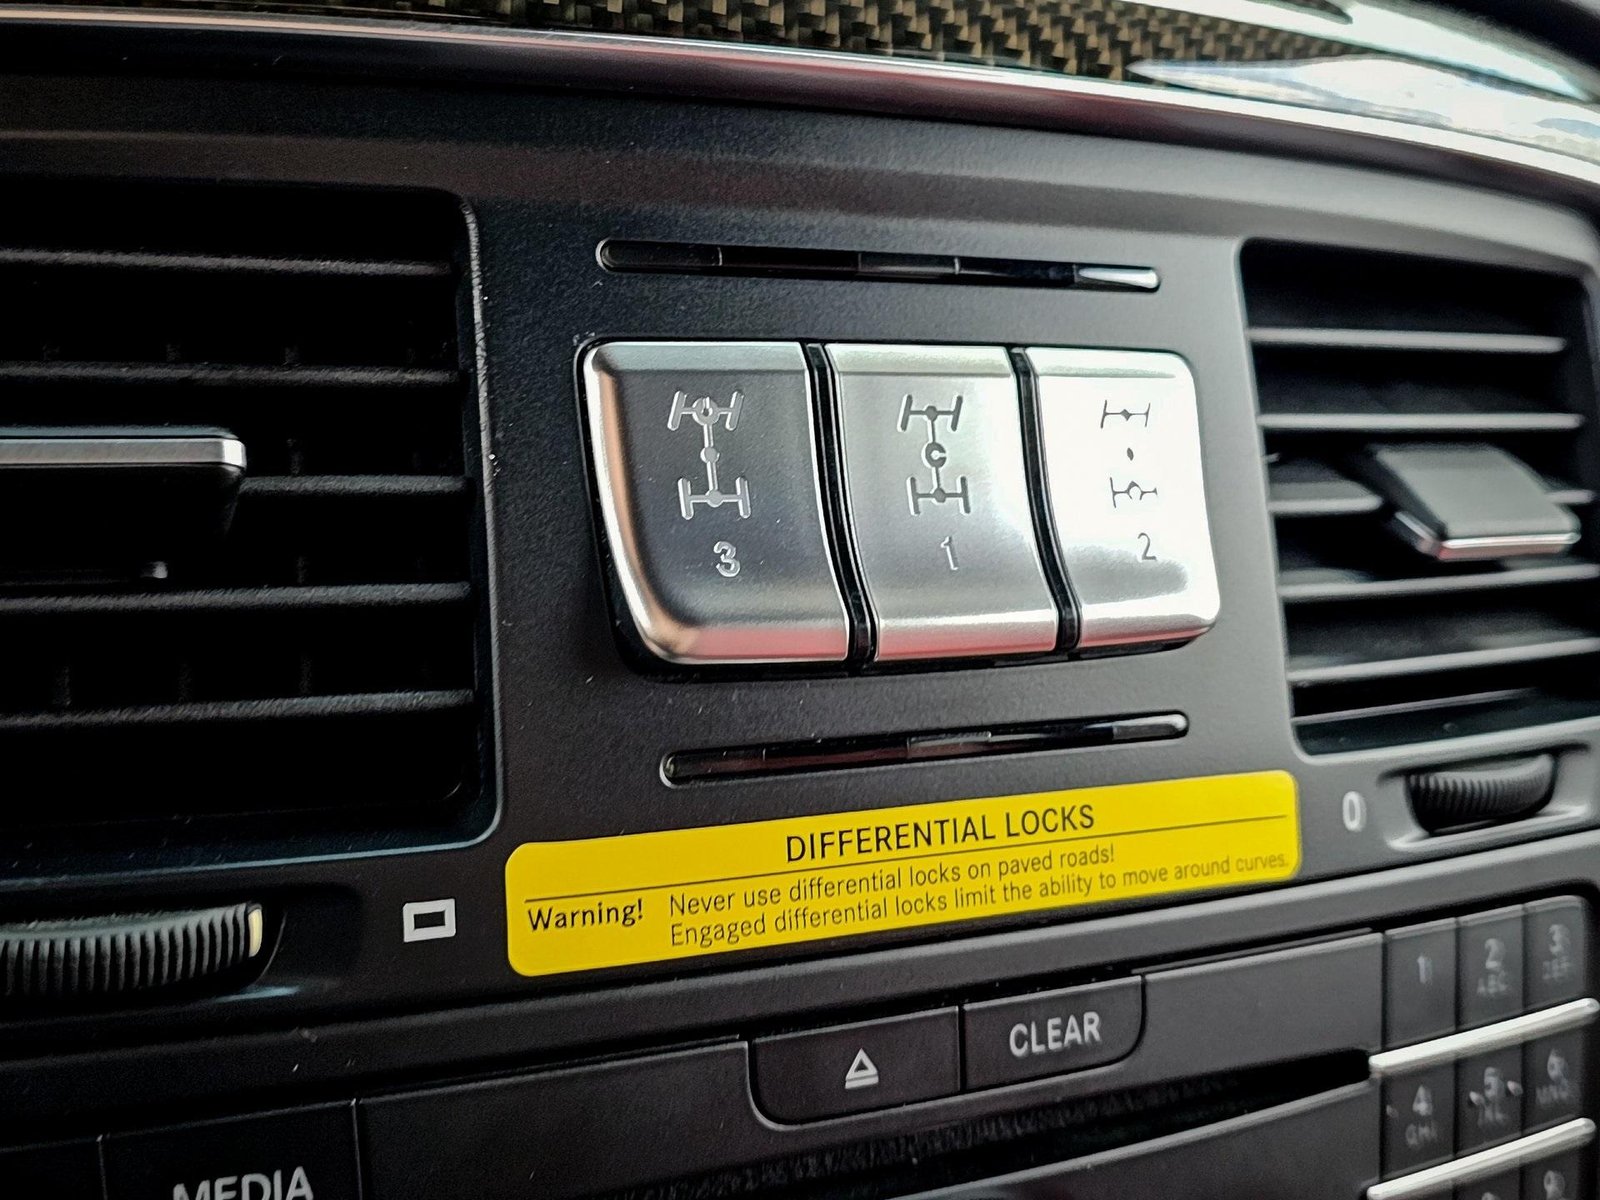 3 1 2
DIFFERENTIAL LOCKS
Warning! Never use differential locks on paved roads!
Engaged differential locks limit the ability to move around curves.
0
CLEAR
1 2 3
ABC
4 5 6
GHI JKL MNO
MEDIA